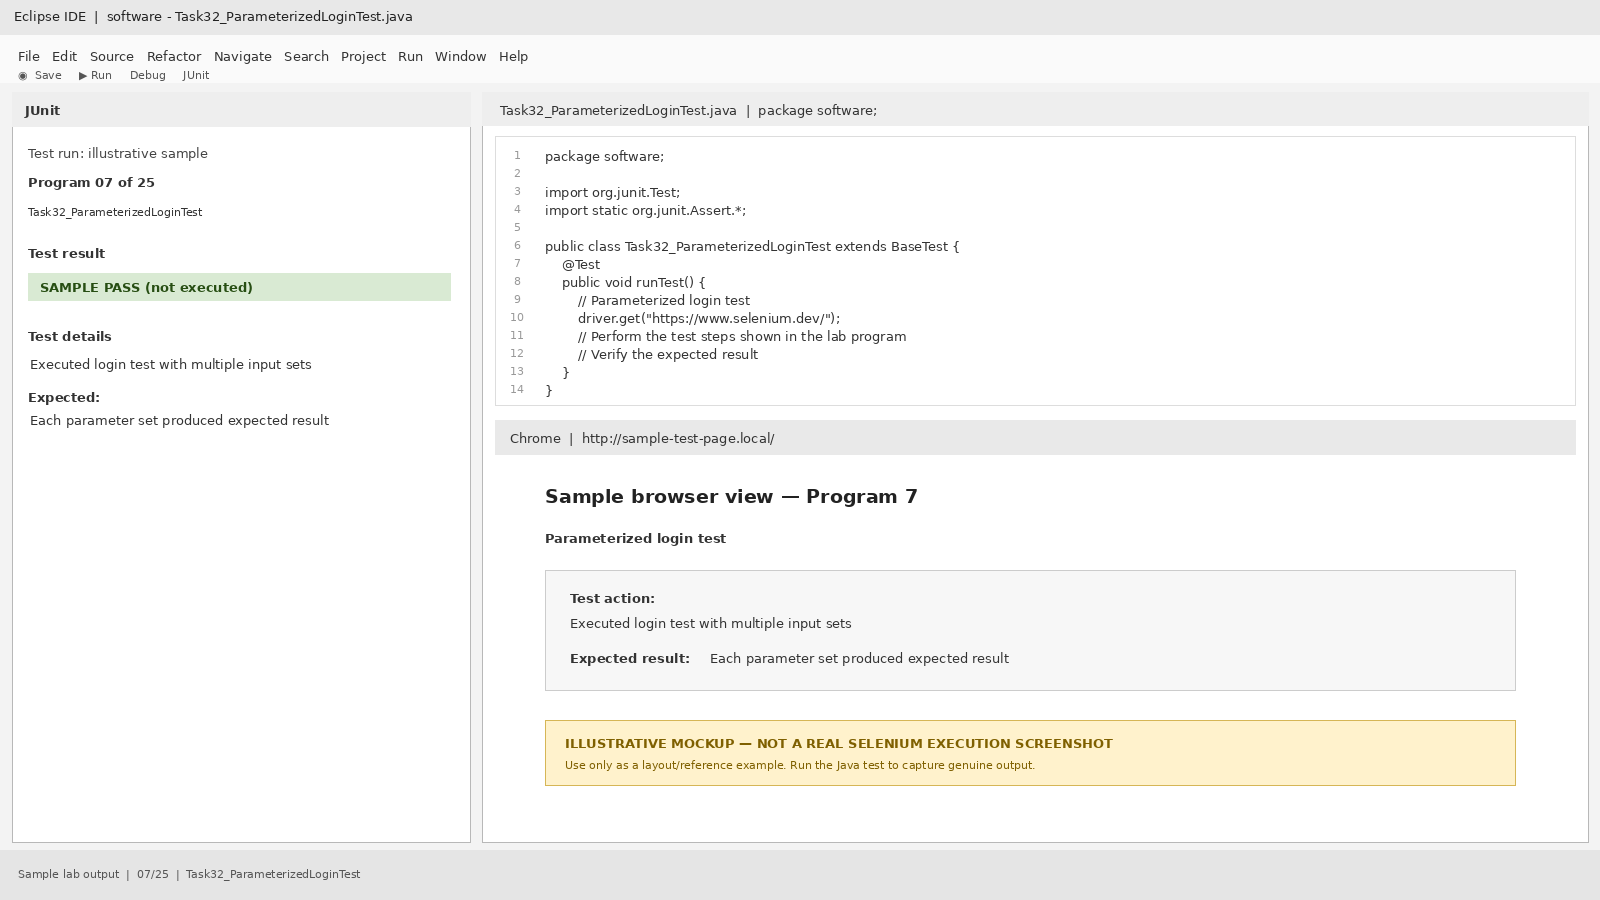 Eclipse IDE | software - Task32_ParameterizedLoginTest.java
File Edit Source Refactor Navigate Search Project Run Window Help
◉ Save ▶ Run Debug JUnit
JUnit
Test run: illustrative sample
Program 07 of 25
Task32_ParameterizedLoginTest
Test result
SAMPLE PASS (not executed)
Test details
Executed login test with multiple input sets
Expected:
Each parameter set produced expected result
Task32_ParameterizedLoginTest.java | package software;
1 package software;
2
3 import org.junit.Test;
4 import static org.junit.Assert.*;
5
6 public class Task32_ParameterizedLoginTest extends BaseTest {
7     @Test
8     public void runTest() {
9         // Parameterized login test
10         driver.get("https://www.selenium.dev/");
11         // Perform the test steps shown in the lab program
12         // Verify the expected result
13     }
14 }
Chrome | http://sample-test-page.local/
Sample browser view — Program 7
Parameterized login test
Test action:
Executed login test with multiple input sets
Expected result: Each parameter set produced expected result
ILLUSTRATIVE MOCKUP — NOT A REAL SELENIUM EXECUTION SCREENSHOT
Use only as a layout/reference example. Run the Java test to capture genuine output.
Sample lab output | 07/25 | Task32_ParameterizedLoginTest